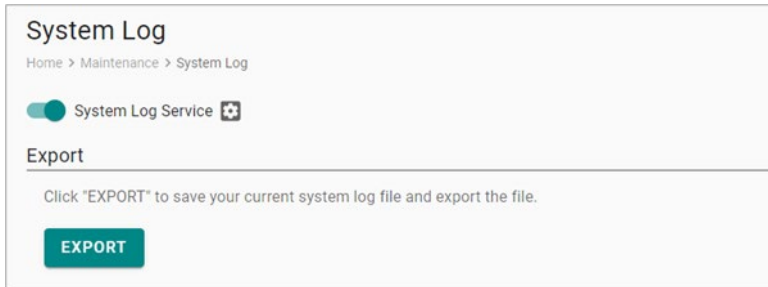 System Log
Home > Maintenance > System Log
System Log Service
Export
Click "EXPORT" to save your current system log file and export the file.
EXPORT